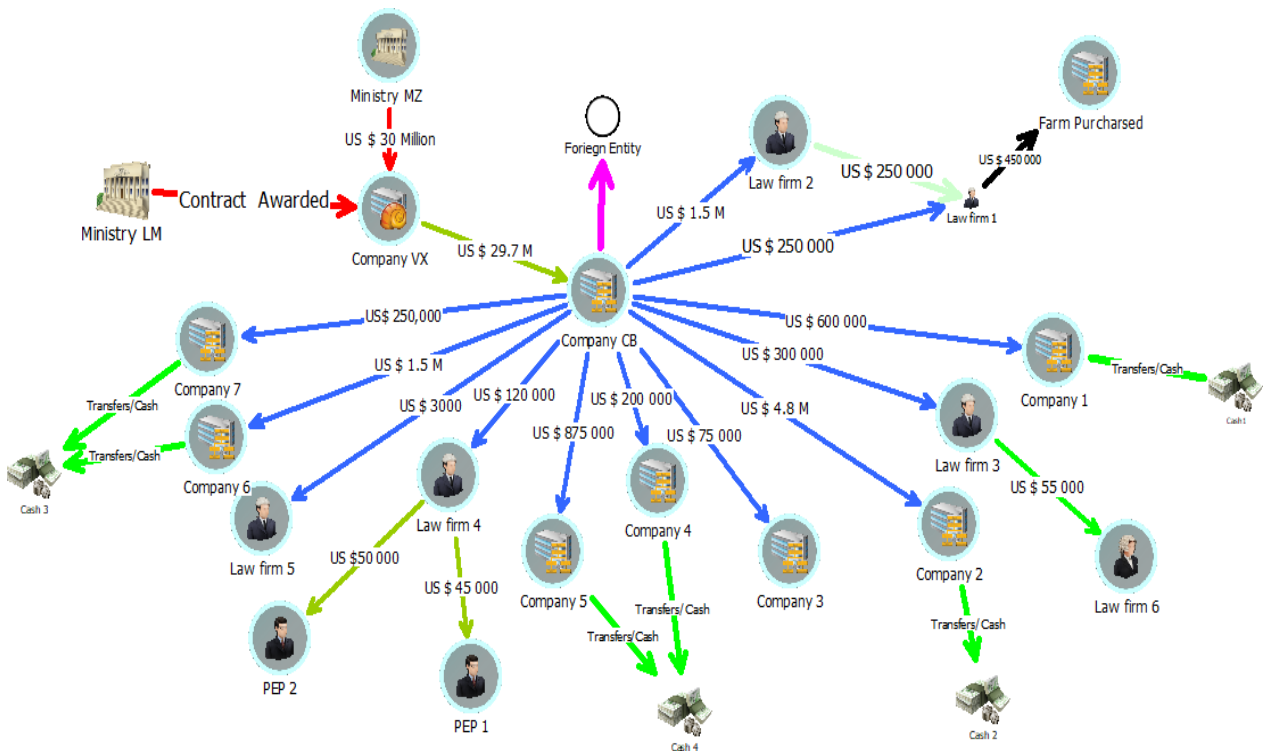 Ministry MZ
US $ 30 Million
Foriegn Entity
Law firm 2
Farm Purcharsed
US $ 450 000
US $ 250 000
Law firm 1
Ministry LM
Contract Awarded
Company VX
US $ 29.7 M
US $ 1.5 M
US $ 250 000
Company CB
US$ 250,000
US $ 600 000
Company 7
US $ 1.5 M
US $ 300 000
Company 1
Transfers/Cash
Cash1
Transfers/Cash
US $ 3000
US $ 120 000
US $ 875 000
US $ 200 000
US $ 75 000
US $ 4.8 M
Law firm 3
Company 6
Transfers/Cash
Cash 3
US $ 55 000
Law firm 5
Law firm 4
Company 4
Company 5
Company 3
Company 2
Law firm 6
US $50 000
US $ 45 000
Transfers/Cash
Transfers/Cash
Transfers/Cash
PEP 2
PEP 1
Cash 4
Cash 2